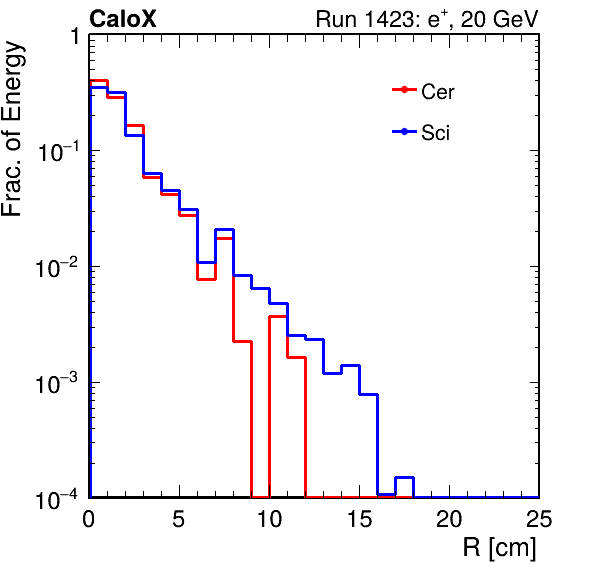 CaloX Run 1423: e⁺, 20 GeV
Frac. of Energy
Cer
Sci
1
10⁻¹
10⁻²
10⁻³
10⁻⁴
0 5 10 15 20 25
R [cm]